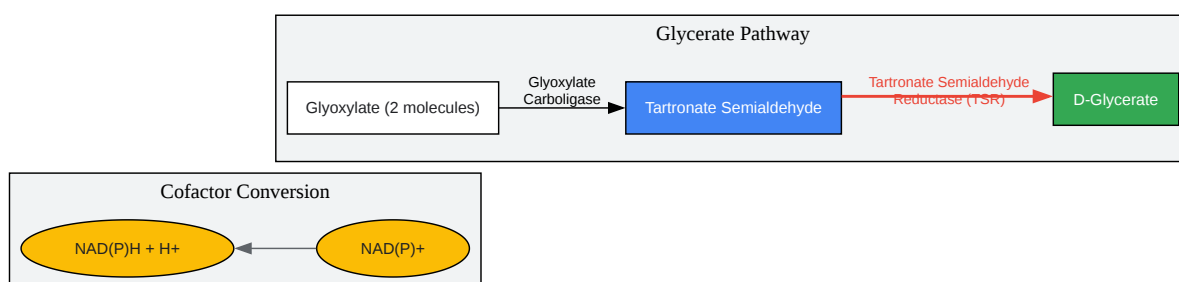 Glycerate Pathway
Glyoxylate (2 molecules)
Glyoxylate
Carboligase
Tartronate Semialdehyde
Tartronate Semialdehyde
Reductase (TSR)
D-Glycerate
Cofactor Conversion
NAD(P)H + H+
NAD(P)+